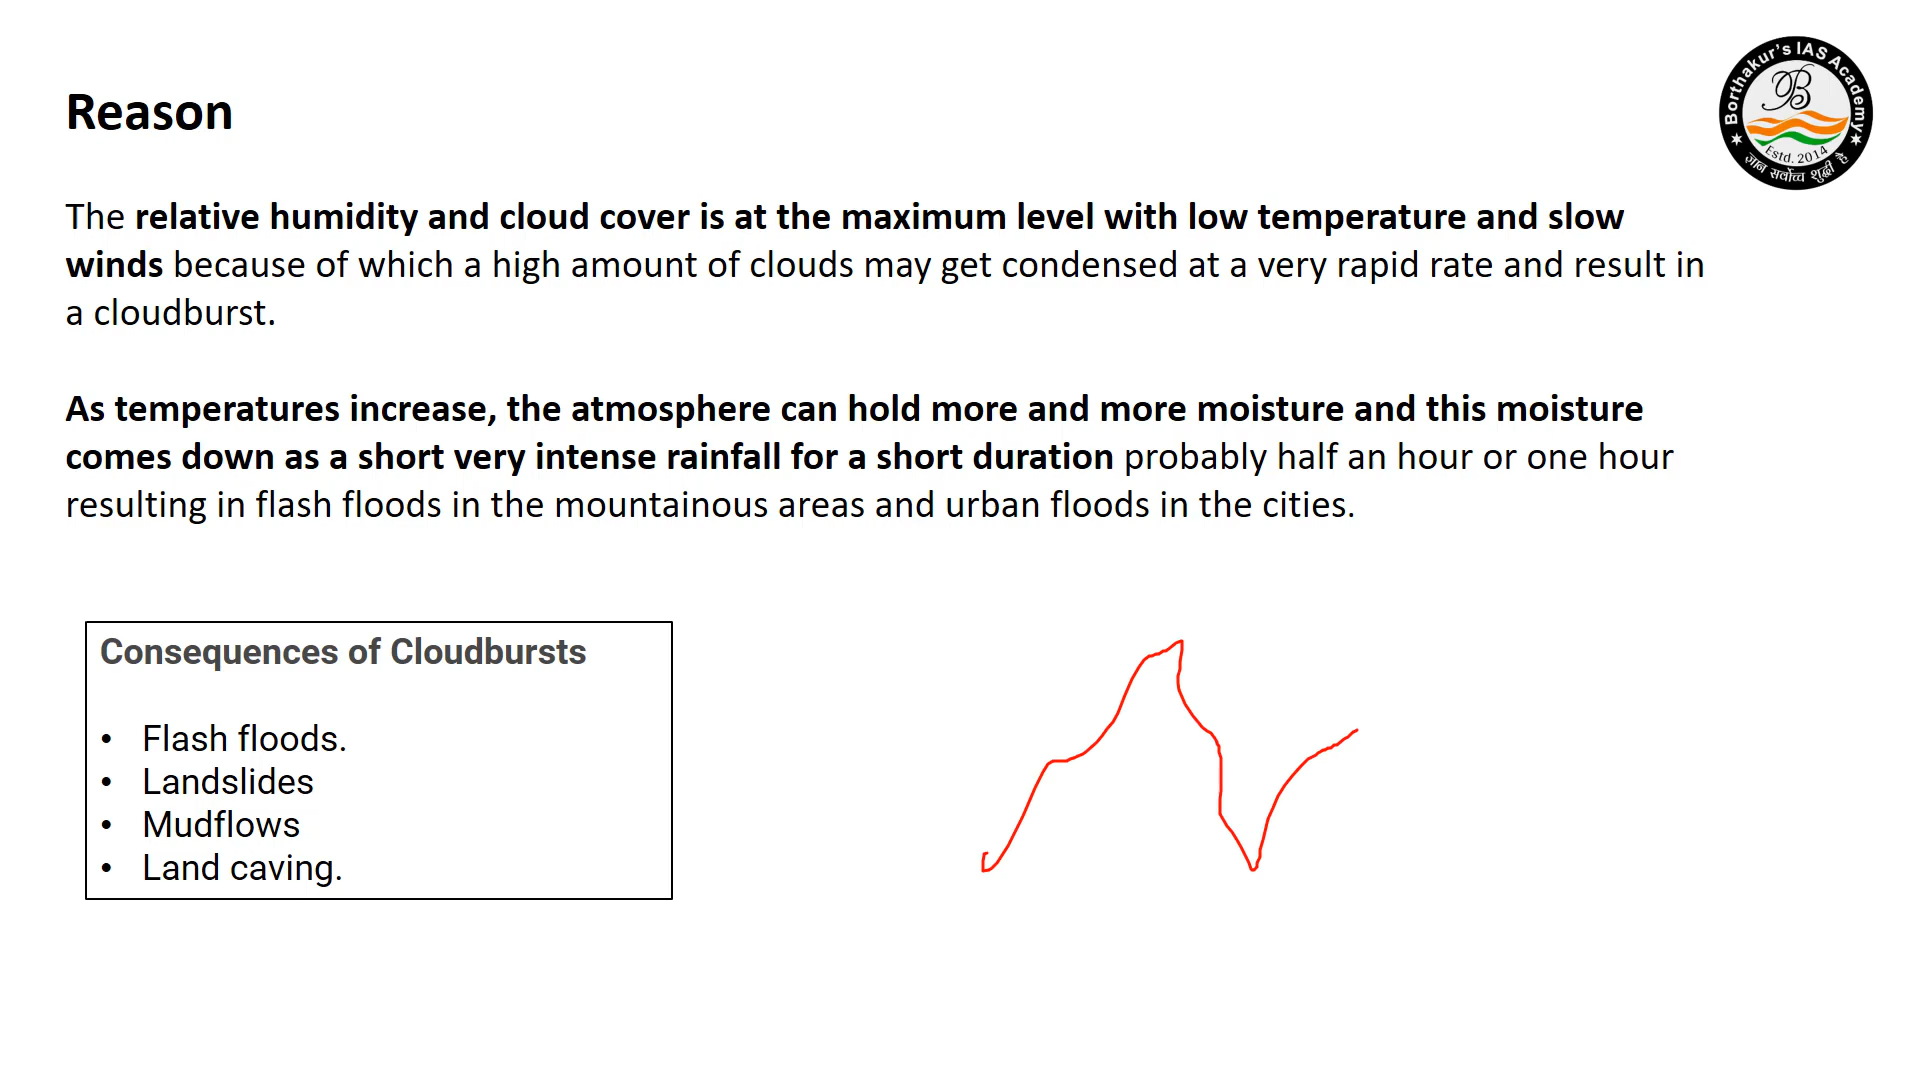 Reason
Borthakur's IAS Academy
B
Estd. 2014
ज्ञान सर्वोच्च शुद्धी है
The relative humidity and cloud cover is at the maximum level with low temperature and slow
winds because of which a high amount of clouds may get condensed at a very rapid rate and result in
a cloudburst.
As temperatures increase, the atmosphere can hold more and more moisture and this moisture
comes down as a short very intense rainfall for a short duration probably half an hour or one hour
resulting in flash floods in the mountainous areas and urban floods in the cities.
Consequences of Cloudbursts
• Flash floods.
• Landslides
• Mudflows
• Land caving.